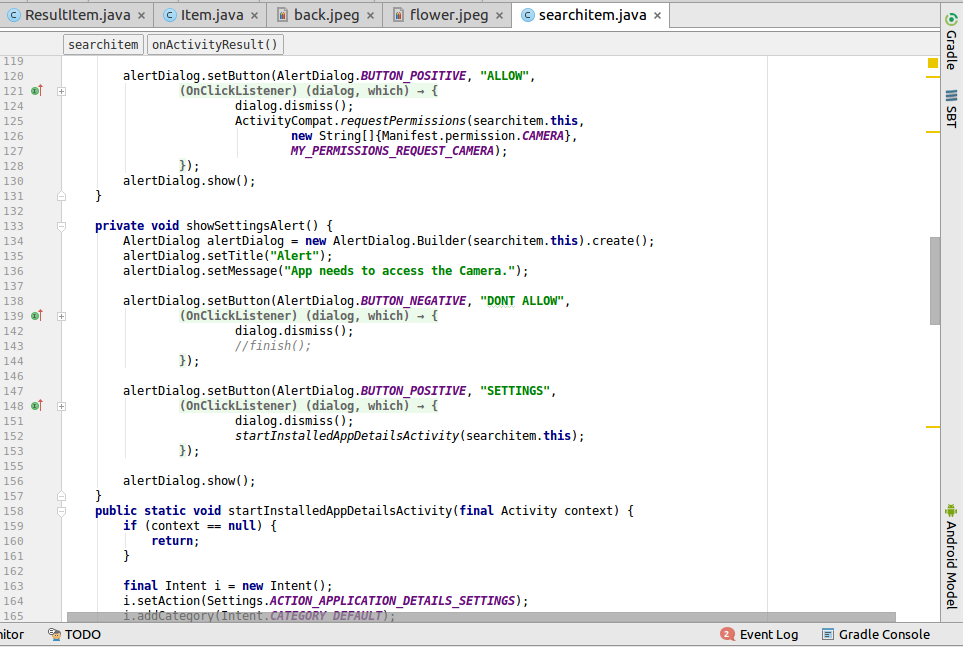 ResultItem.java × Item.java × back.jpeg × flower.jpeg × searchitem.java ×
searchitem onActivityResult()
119
120 alertDialog.setButton(AlertDialog.BUTTON_POSITIVE, "ALLOW",
121 (OnClickListener) (dialog, which) → {
124 dialog.dismiss();
125 ActivityCompat.requestPermissions(searchitem.this,
126 new String[]{Manifest.permission.CAMERA},
127 MY_PERMISSIONS_REQUEST_CAMERA);
128 });
130 alertDialog.show();
131 }
132
133 private void showSettingsAlert() {
134 AlertDialog alertDialog = new AlertDialog.Builder(searchitem.this).create();
135 alertDialog.setTitle("Alert");
136 alertDialog.setMessage("App needs to access the Camera.");
137
138 alertDialog.setButton(AlertDialog.BUTTON_NEGATIVE, "DONT ALLOW",
139 (OnClickListener) (dialog, which) → {
142 dialog.dismiss();
143 //finish();
144 });
146
147 alertDialog.setButton(AlertDialog.BUTTON_POSITIVE, "SETTINGS",
148 (OnClickListener) (dialog, which) → {
151 dialog.dismiss();
152 startInstalledAppDetailsActivity(searchitem.this);
153 });
155
156 alertDialog.show();
157 }
158 public static void startInstalledAppDetailsActivity(final Activity context) {
159 if (context == null) {
160 return;
161 }
162
163 final Intent i = new Intent();
164 i.setAction(Settings.ACTION_APPLICATION_DETAILS_SETTINGS);
165 i.addCategory(Intent.CATEGORY_DEFAULT);
Gradle
SBT
Android Model
nitor TODO 2 Event Log Gradle Console